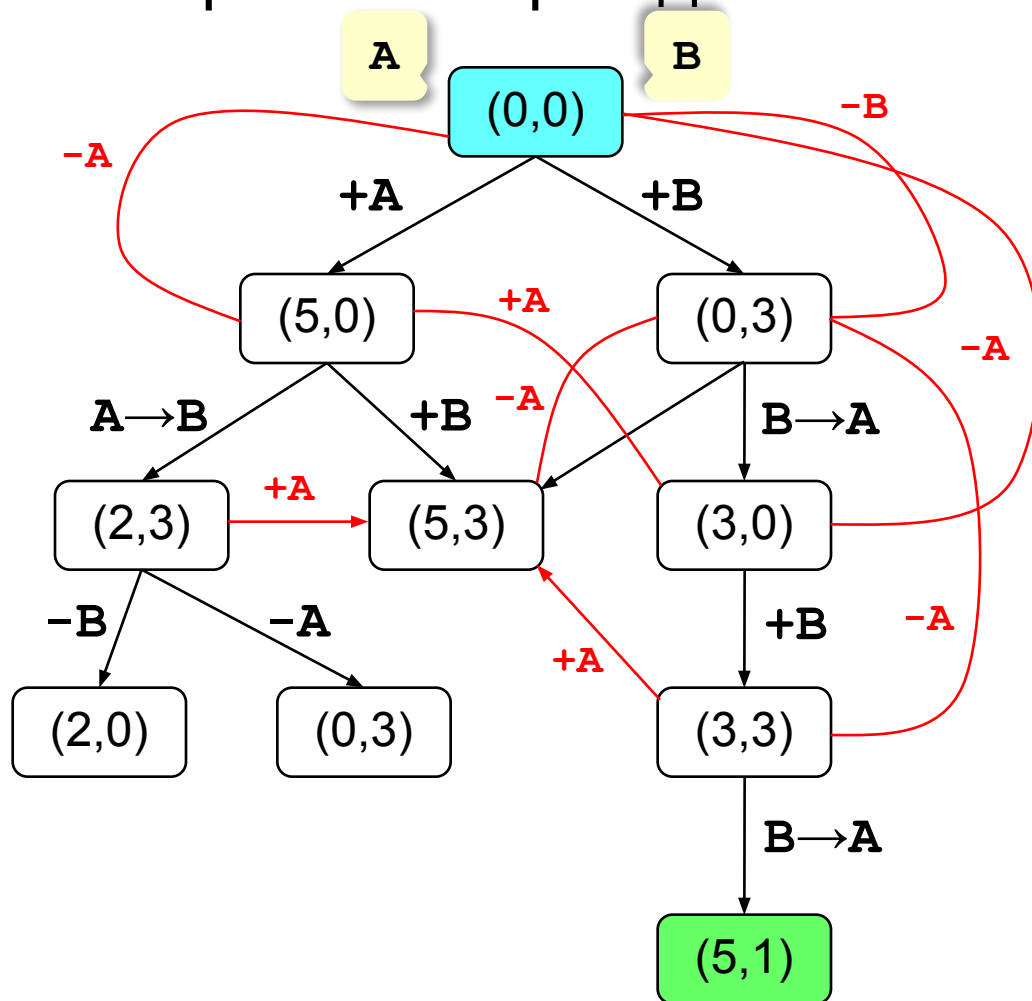 A
B
(0,0)
-B
-A
+A
+B
(5,0)
+A
(0,3)
-A
A→B
+B
-A
B→A
+A
(2,3)
(5,3)
(3,0)
-B
-A
+B
-A
+A
(2,0)
(0,3)
(3,3)
B→A
(5,1)